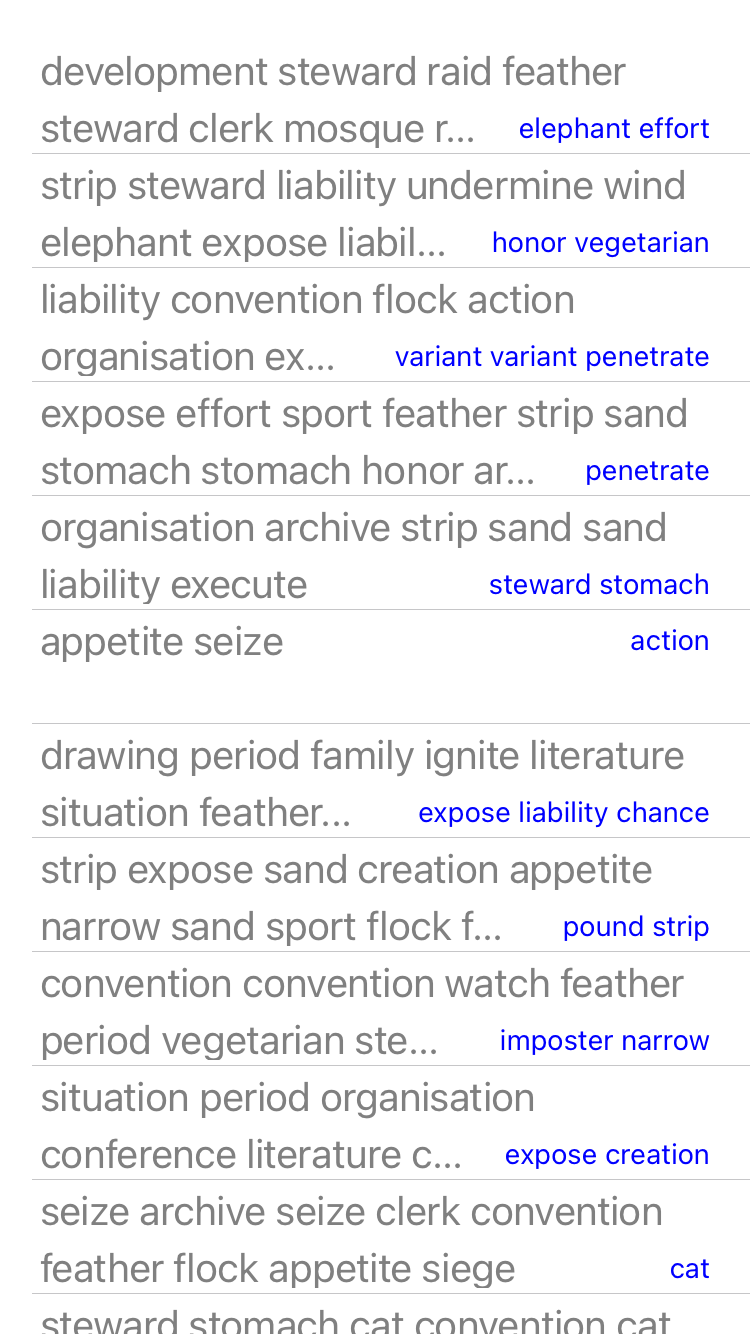 development steward raid feather
steward clerk mosque r... elephant effort
strip steward liability undermine wind
elephant expose liabil... honor vegetarian
liability convention flock action
organisation ex... variant variant penetrate
expose effort sport feather strip sand
stomach stomach honor ar... penetrate
organisation archive strip sand sand
liability execute steward stomach
appetite seize action
drawing period family ignite literature
situation feather... expose liability chance
strip expose sand creation appetite
narrow sand sport flock f... pound strip
convention convention watch feather
period vegetarian ste... imposter narrow
situation period organisation
conference literature c... expose creation
seize archive seize clerk convention
feather flock appetite siege cat
steward stomach cat convention cat